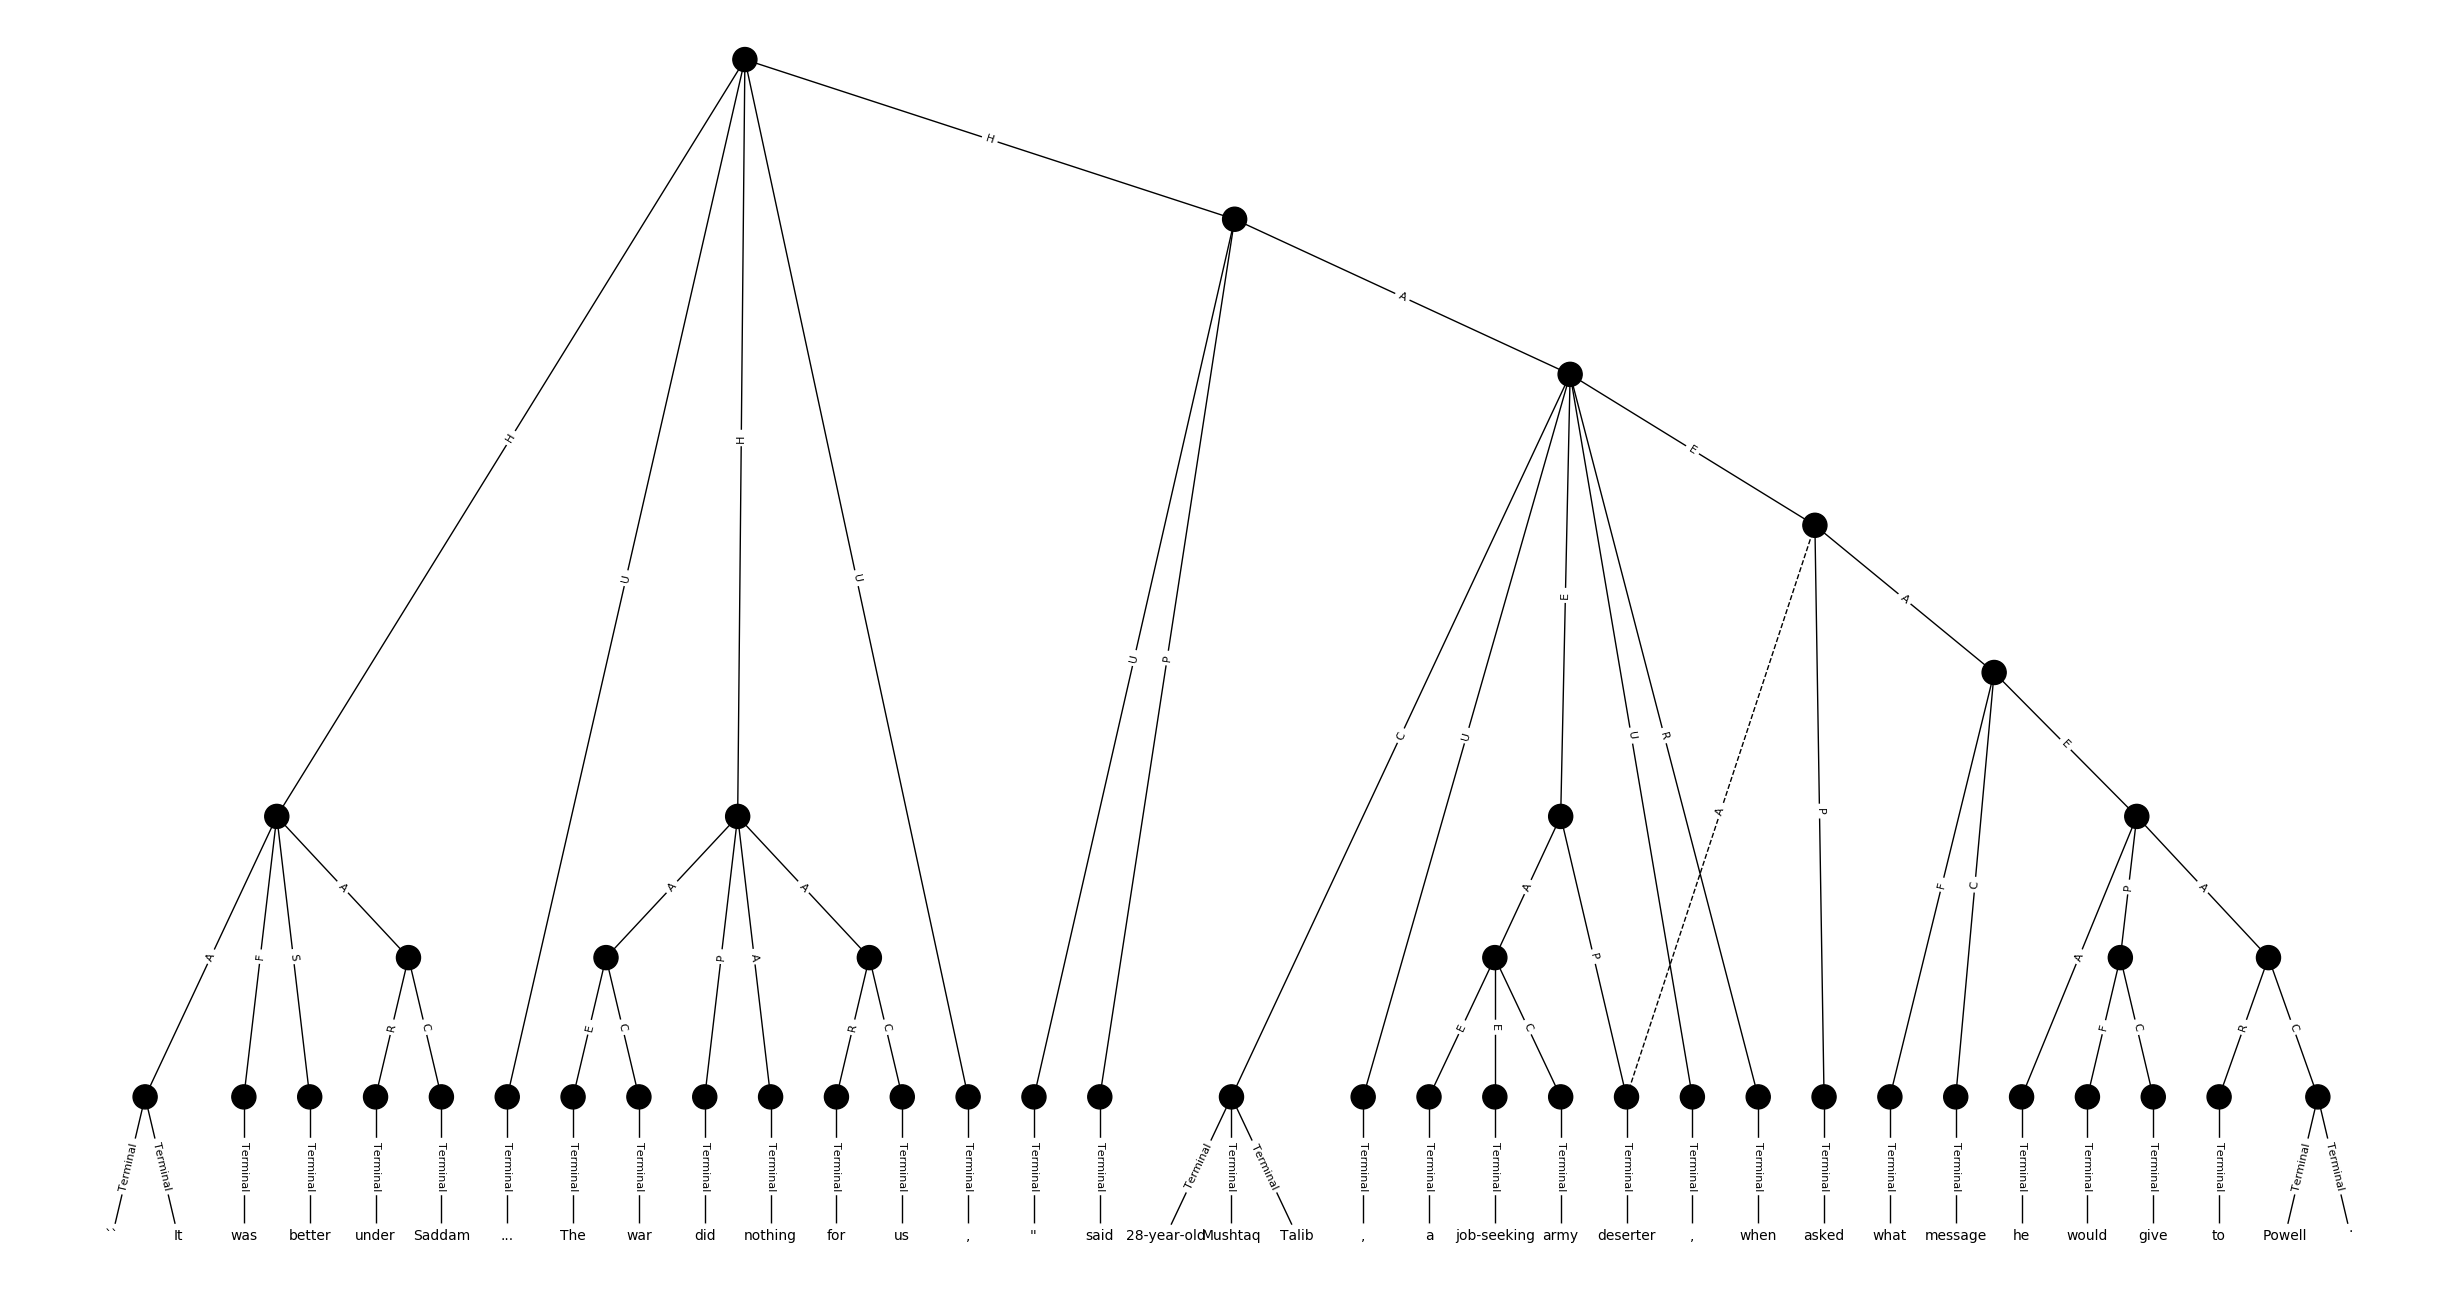 H
H
A
H
H
E
U
U
E
A
U
P
C
U
U
R
E
A
P
A
A
A
A
P
A
F
C
A
F
S
P
A
P
A
R
C
E
C
R
C
E
E
C
F
C
R
C
Terminal Terminal Terminal Terminal Terminal Terminal Terminal Terminal Terminal Terminal Terminal Terminal Terminal Terminal Terminal Terminal Terminal Terminal Terminal Terminal Terminal Terminal Terminal Terminal Terminal Terminal Terminal Terminal Terminal Terminal Terminal Terminal Terminal Terminal Terminal
`` It was better under Saddam ... The war did nothing for us , " said 28-year-old Mushtaq Talib , a job-seeking army deserter , when asked what message he would give to Powell .